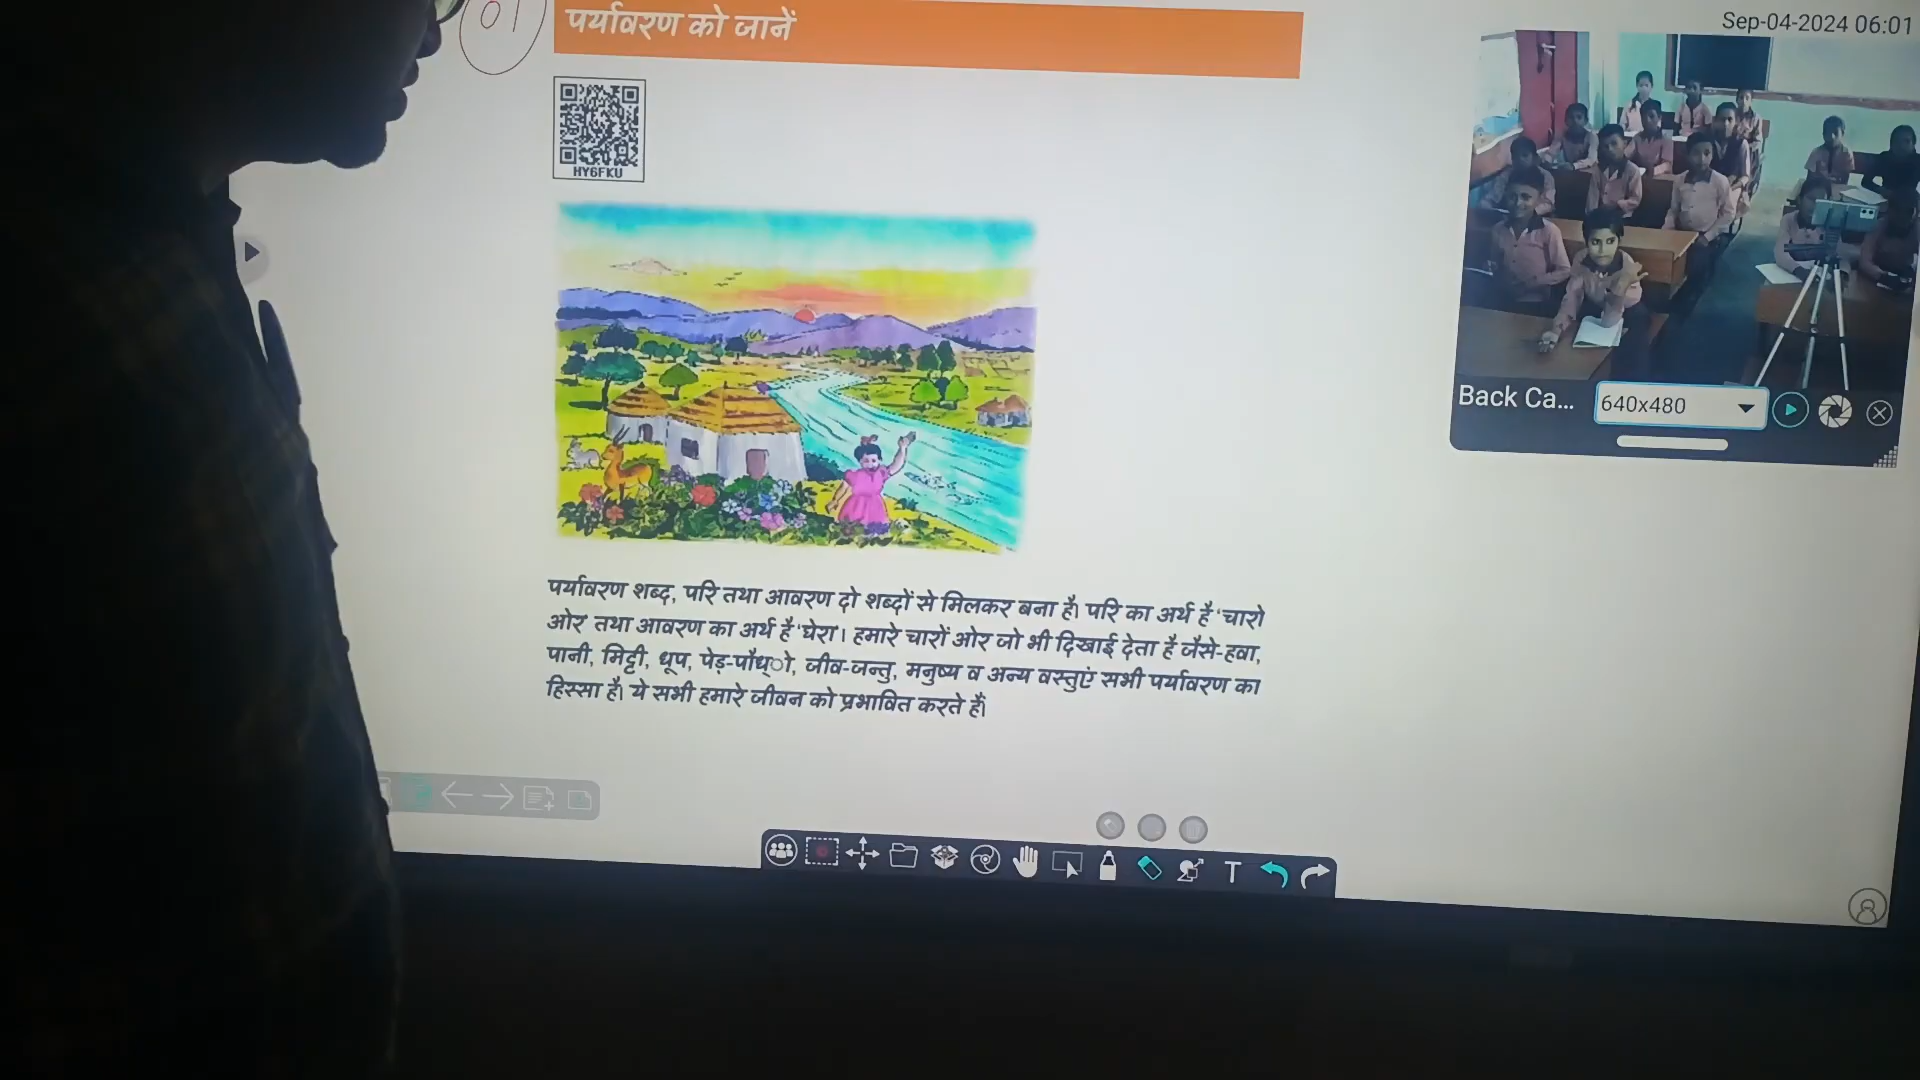 Sep-04-2024 06:01
01
पर्यावरण को जानें
HY6FKU
Back Ca...
640x480
पर्यावरण शब्द, परि तथा आवरण दो शब्दों से मिलकर बना है। परि का अर्थ है 'चारो
ओर' तथा आवरण का अर्थ है 'घेरा'। हमारे चारों ओर जो भी दिखाई देता है जैसे-हवा,
पानी, मिट्टी, धूप, पेड़-पौध्ाे, जीव-जन्तु, मनुष्य व अन्य वस्तुएं सभी पर्यावरण का
हिस्सा है। ये सभी हमारे जीवन को प्रभावित करते हैं।
T